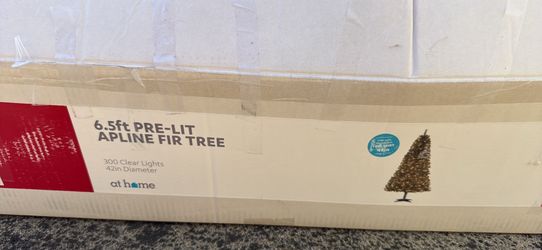 6.5ft PRE-LIT
APLINE FIR TREE
300 Clear Lights
42in Diameter
at home